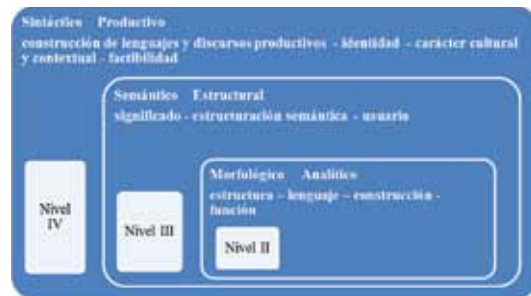 Sintáctico Productivo
construcción de lenguajes y discursos productivos - identidad - carácter cultural
y contextual - factibilidad
Semántico Estructural
significado - estructuración semántica - usuario
Morfológico Analítico
estructura – lenguaje – construcción -
función
Nivel
IV
Nivel III
Nivel II